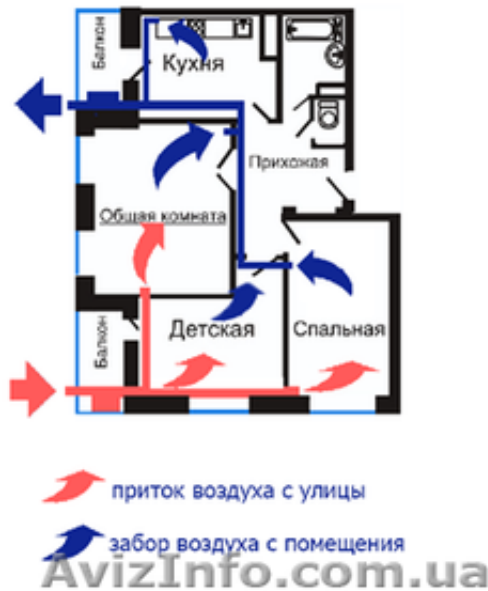 Балкон
Кухня
Прихожая
Общая комната
Детская
Спальная
Балкон
приток воздуха с улицы
забор воздуха с помещения
AvizInfo.com.ua